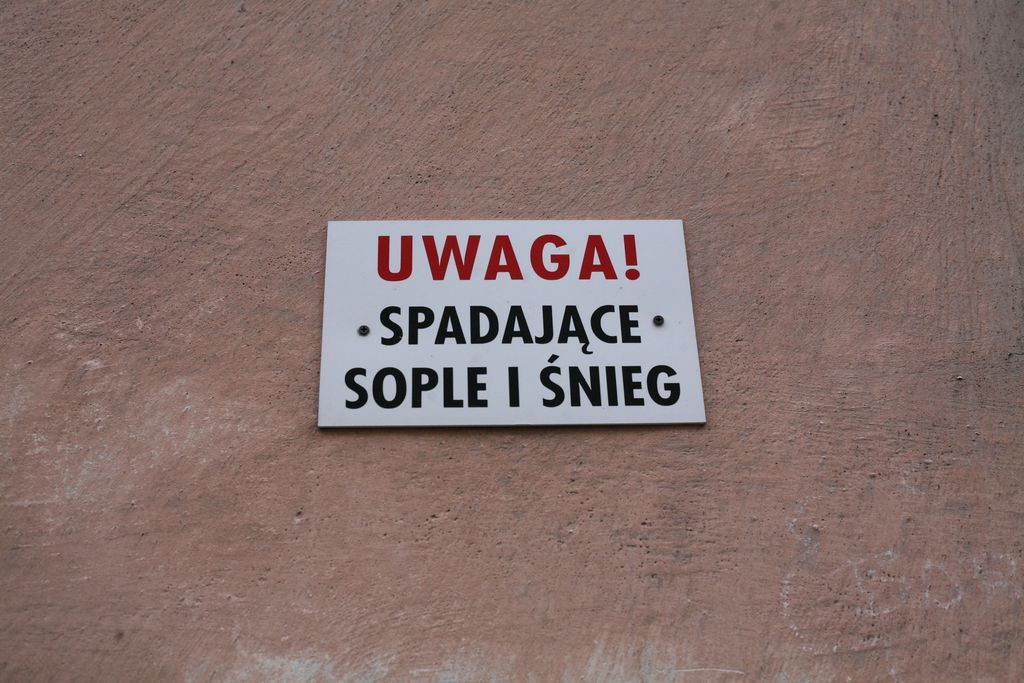 UWAGA!
SPADAJĄCE
SOPLE I ŚNIEG